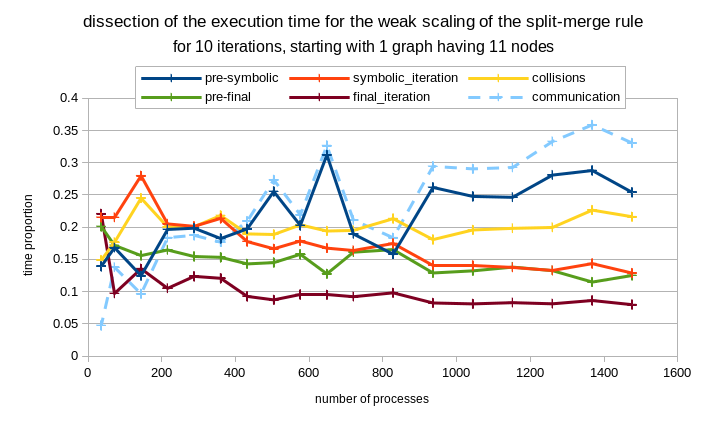 dissection of the execution time for the weak scaling of the split-merge rule
for 10 iterations, starting with 1 graph having 11 nodes
pre-symbolic symbolic_iteration collisions
pre-final final_iteration communication
0.4
0.35
0.3
0.25
0.2
0.15
0.1
0.05
0
time proportion
0 200 400 600 800 1000 1200 1400 1600
number of processes